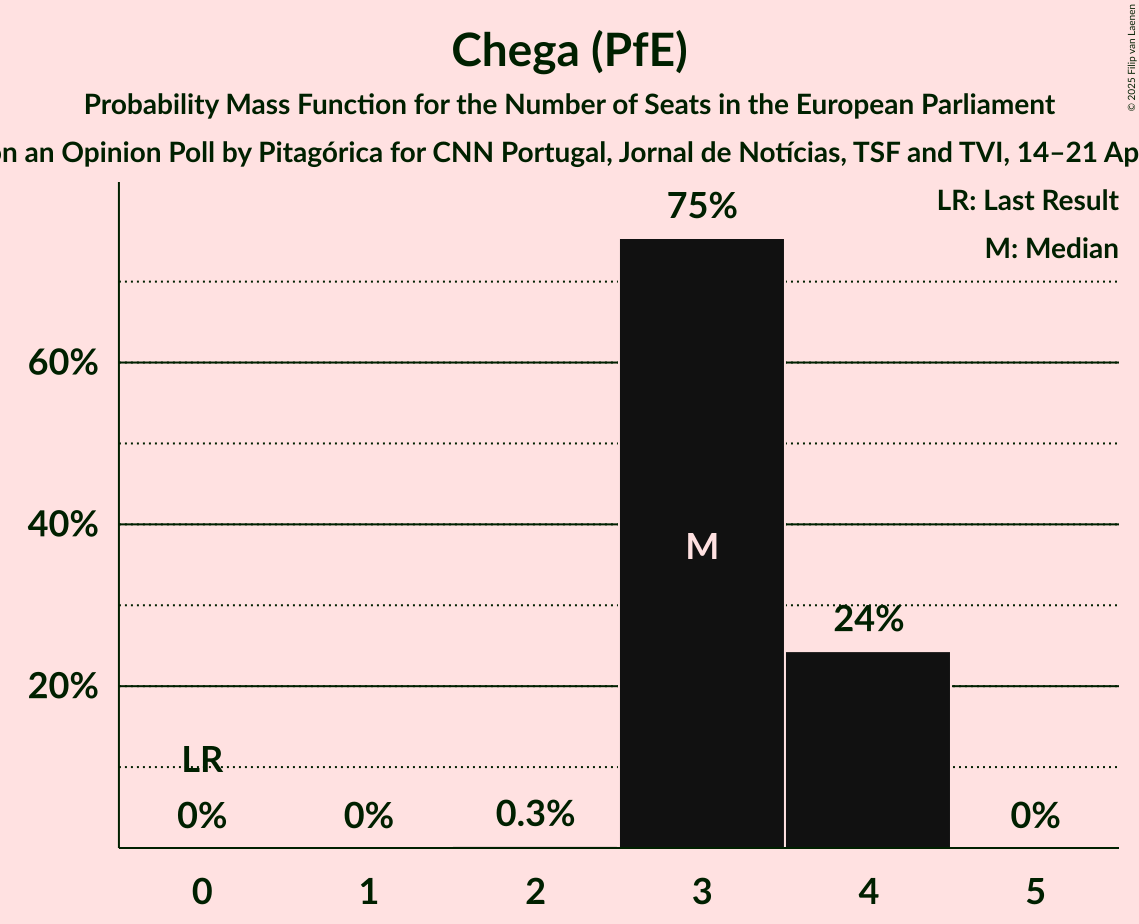 Chega (PfE)
Probability Mass Function for the Number of Seats in the European Parliament
an Opinion Poll by Pitagórica for CNN Portugal, Jornal de Notícias, TSF and TVI, 14–21
© 2025 Filip van Laenen
LR: Last Result
M: Median
75%
60%
40%
20%
M
24%
LR
0%
0%
0.3%
0%
0 1 2 3 4 5